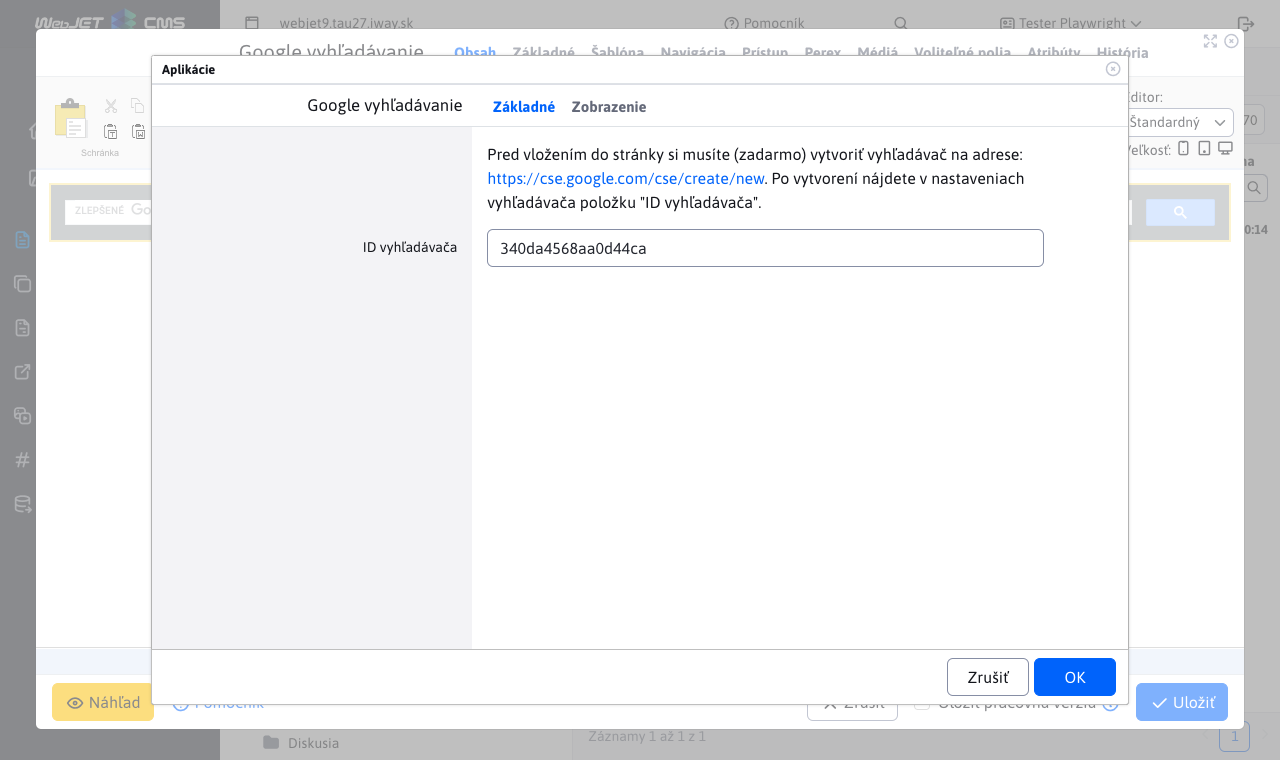 WebJET CMS
webjet9.tau27.iway.sk
Pomocník
Tester Playwright
Google vyhľadávanie
Obsah Základné Šablóna Navigácia Prístup Perex Médiá Voliteľné polia Atribúty História
Aplikácie
Google vyhľadávanie
Základné Zobrazenie
Editor:
Štandardný
Veľkosť:
Schránka
70
ZLEPŠENÉ
0:14
Pred vložením do stránky si musíte (zadarmo) vytvoriť vyhľadávač na adrese:
https://cse.google.com/cse/create/new. Po vytvorení nájdete v nastaveniach
vyhľadávača položku "ID vyhľadávača".
ID vyhľadávača
340da4568aa0d44ca
Zrušiť
OK
Náhľad
Pomocník
Zrušiť
Uložiť pracovnú verziu
Uložiť
Diskusia
Záznamy 1 až 1 z 1
1